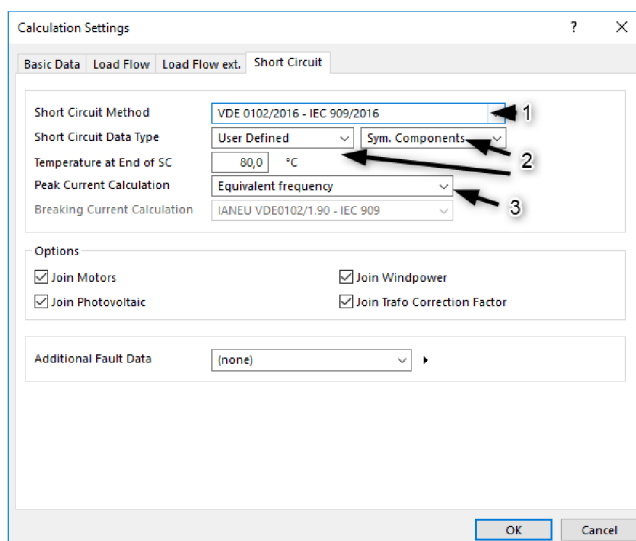 Calculation Settings ? X
Basic Data Load Flow Load Flow ext. Short Circuit
Short Circuit Method VDE 0102/2016 - IEC 909/2016 1
Short Circuit Data Type User Defined Sym. Components
2
Temperature at End of SC 80,0 °C
Peak Current Calculation Equivalent frequency
3
Breaking Current Calculation IANEU VDE0102/1.90 - IEC 909
Options
Join Motors Join Windpower
Join Photovoltaic Join Trafo Correction Factor
Additional Fault Data (none)
OK Cancel